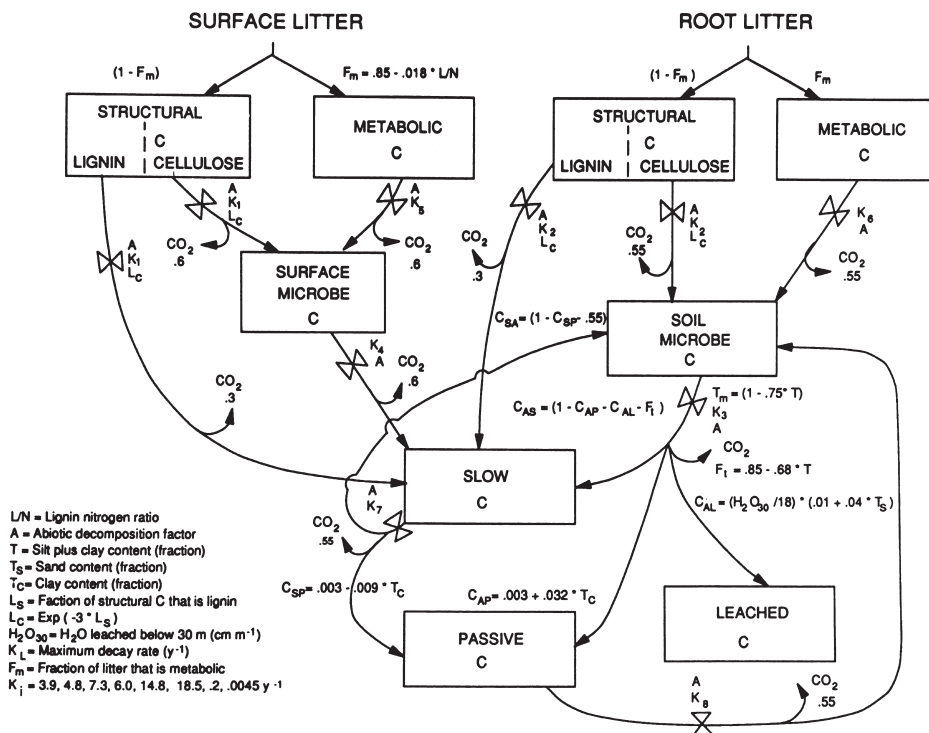 SURFACE LITTER
ROOT LITTER
(1 - Fm)
Fm = .85 - .018 * L/N
(1 - Fm)
Fm
STRUCTURAL
C
LIGNIN
CELLULOSE
METABOLIC
C
STRUCTURAL
C
LIGNIN
CELLULOSE
METABOLIC
C
A
K1
LC
A
K5
A
K1
LC
A
K2
LC
A
K2
LC
K6
A
CO2
.6
CO2
.6
CO2
.3
CO2
.55
CO2
.55
SURFACE
MICROBE
C
CSA= (1 - CSP- .55)
SOIL
MICROBE
C
K4
A
CO2
.6
CO2
.3
Tm = (1 - .75* T)
K3
A
CAS = (1 - CAP - CAL - Ft )
CO2
Ft = .85 - .68 * T
SLOW
C
A
K7
CO2
.55
CAL = (H2O30 /18) * (.01 + .04 * TS)
CSP= .003 - .009 * TC
CAP = .003 + .032 * TC
PASSIVE
C
LEACHED
C
A
K8
CO2
.55
L/N = Lignin nitrogen ratio
A = Abiotic decomposition factor
T = Silt plus clay content (fraction)
TS = Sand content (fraction)
TC= Clay content (fraction)
LS = Faction of structural C that is lignin
LC = Exp ( -3 * LS )
H2O30 = H2O leached below 30 m (cm m-1)
KL = Maximum decay rate (y-1)
Fm = Fraction of litter that is metabolic
Ki = 3.9, 4.8, 7.3, 6.0, 14.8, 18.5, .2, .0045 y -1